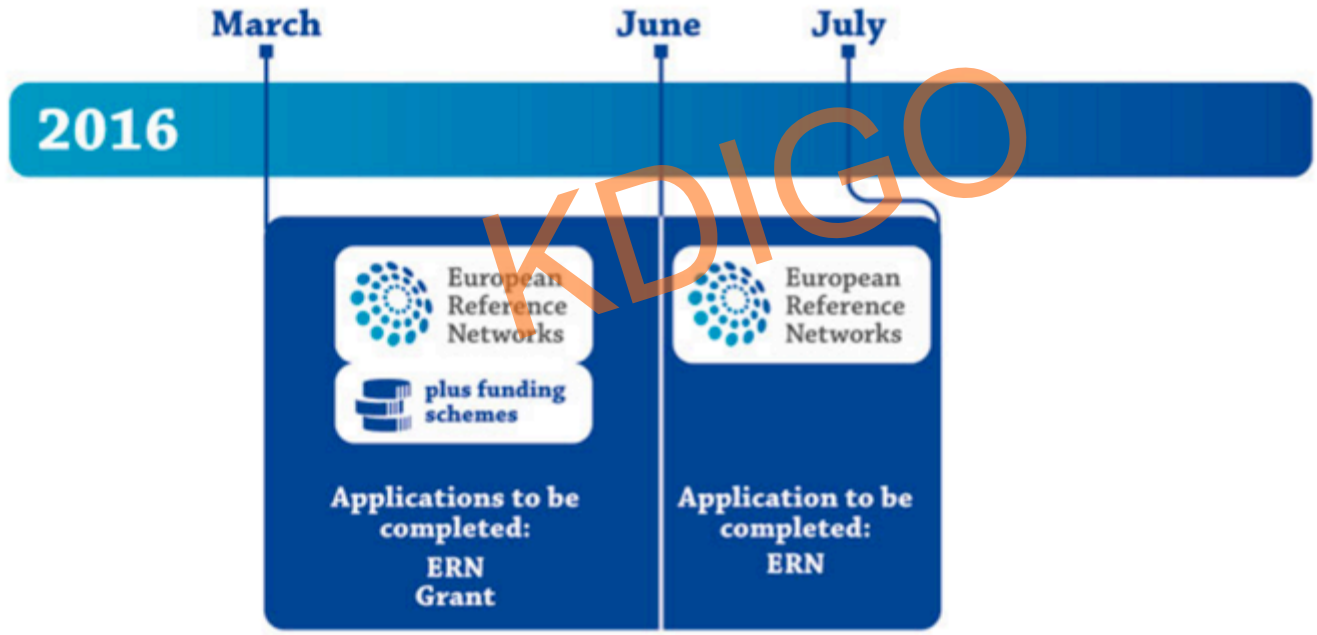 March
June
July
2016
KDIGO
European
Reference
Networks
plus funding
schemes
Applications to be
completed:
ERN
Grant
European
Reference
Networks
Application to be
completed:
ERN